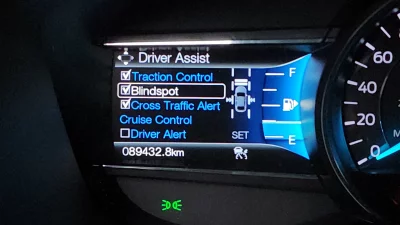 Driver Assist
Traction Control
Blindspot
Cross Traffic Alert
Cruise Control
Driver Alert
SET
089432.8km
F
E
60
40
20
0